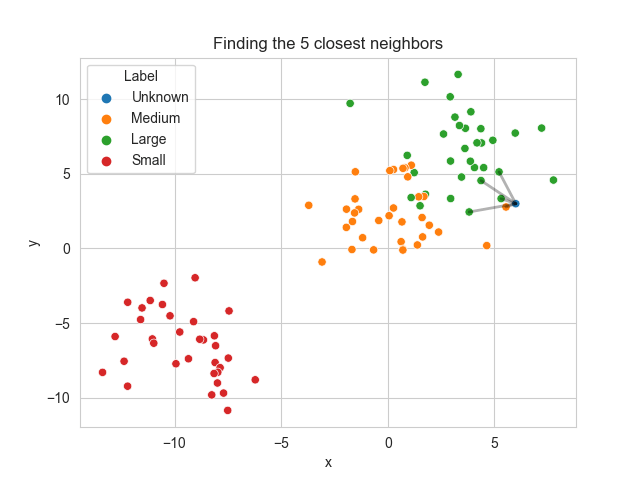 Finding the 5 closest neighbors
Label
Unknown
Medium
Large
Small
y
10
5
0
−5
−10
−10
−5
0
5
x